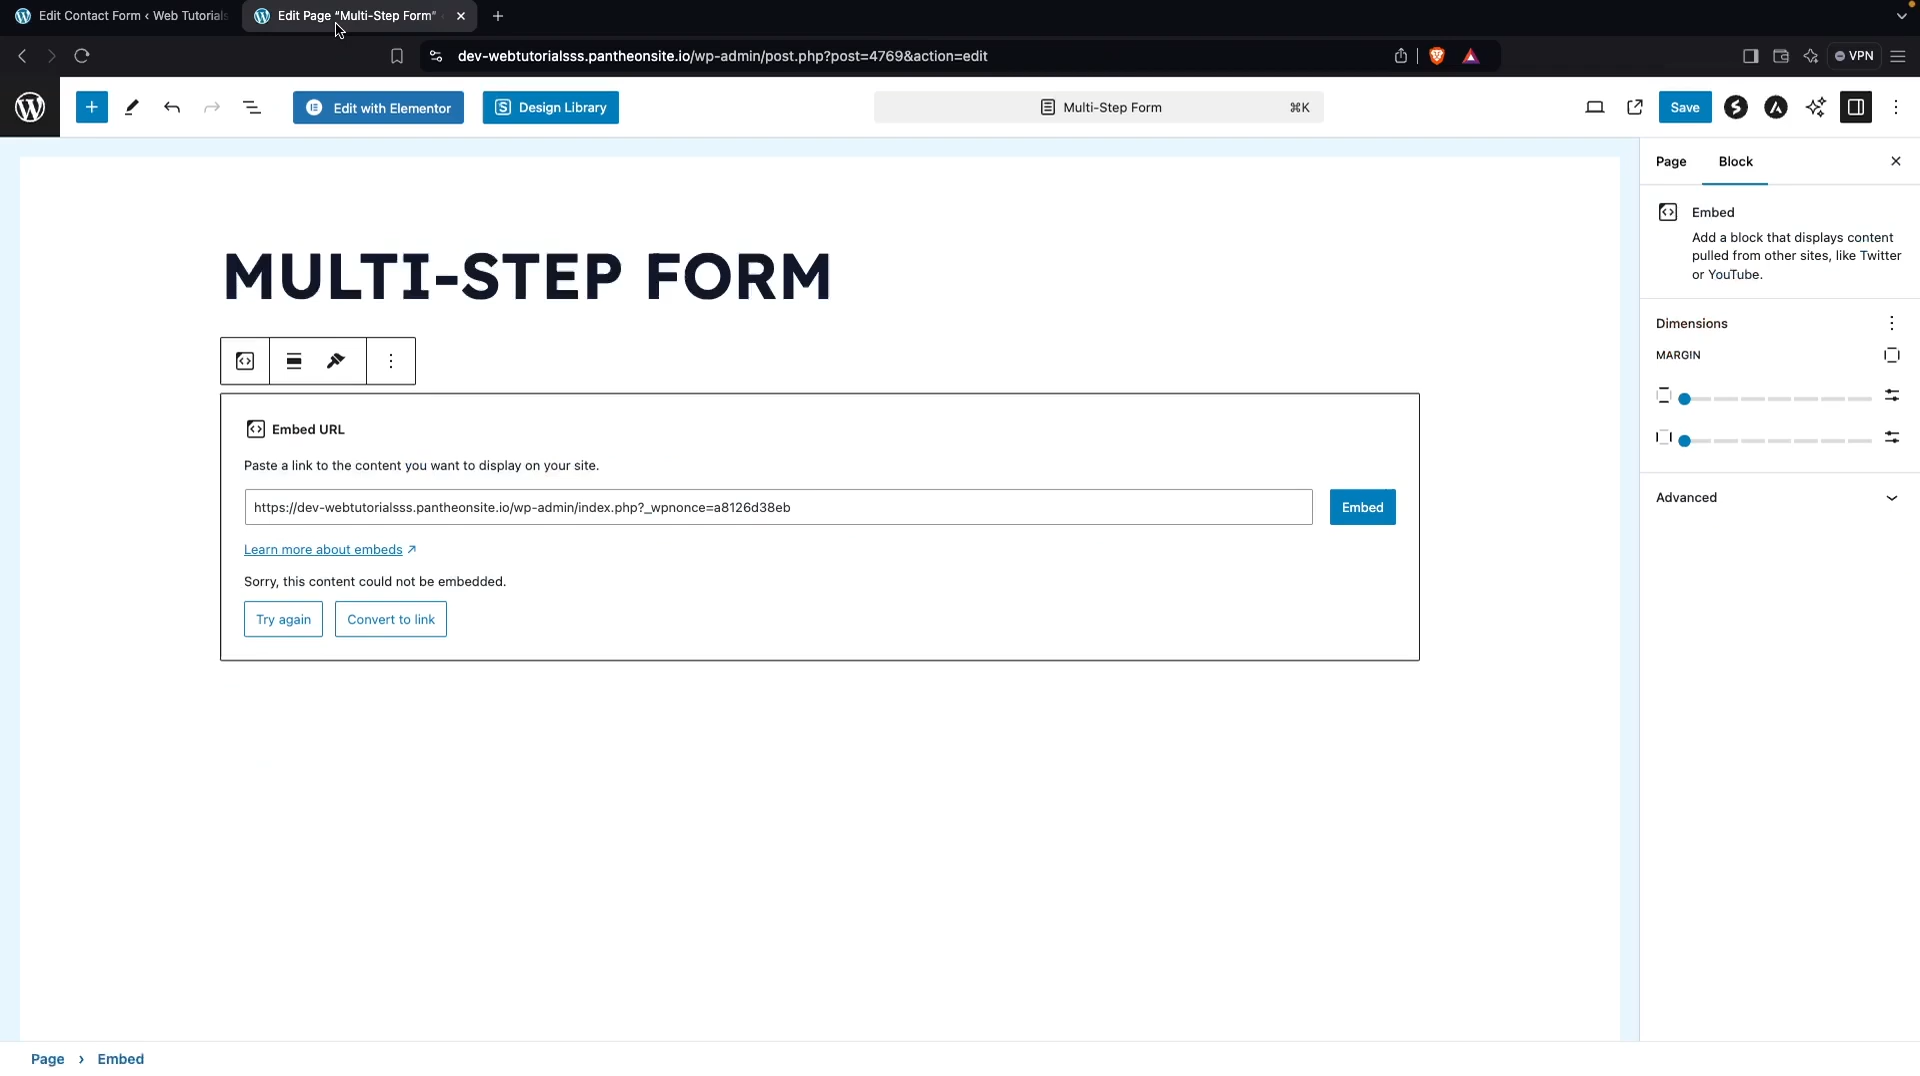 Edit Contact Form ‹ Web Tutorials
Edit Page “Multi-Step Form”
dev-webtutorialsss.pantheonsite.io/wp-admin/post.php?post=4769&action=edit
VPN
Edit with Elementor
Design Library
Multi-Step Form
⌘K
Save
Page
Block
Embed
Add a block that displays content
pulled from other sites, like Twitter
or YouTube.
Dimensions
MARGIN
Advanced
MULTI-STEP FORM
Embed URL
Paste a link to the content you want to display on your site.
https://dev-webtutorialsss.pantheonsite.io/wp-admin/index.php?_wpnonce=a8126d38eb
Embed
Learn more about embeds ↗
Sorry, this content could not be embedded.
Try again
Convert to link
Page › Embed